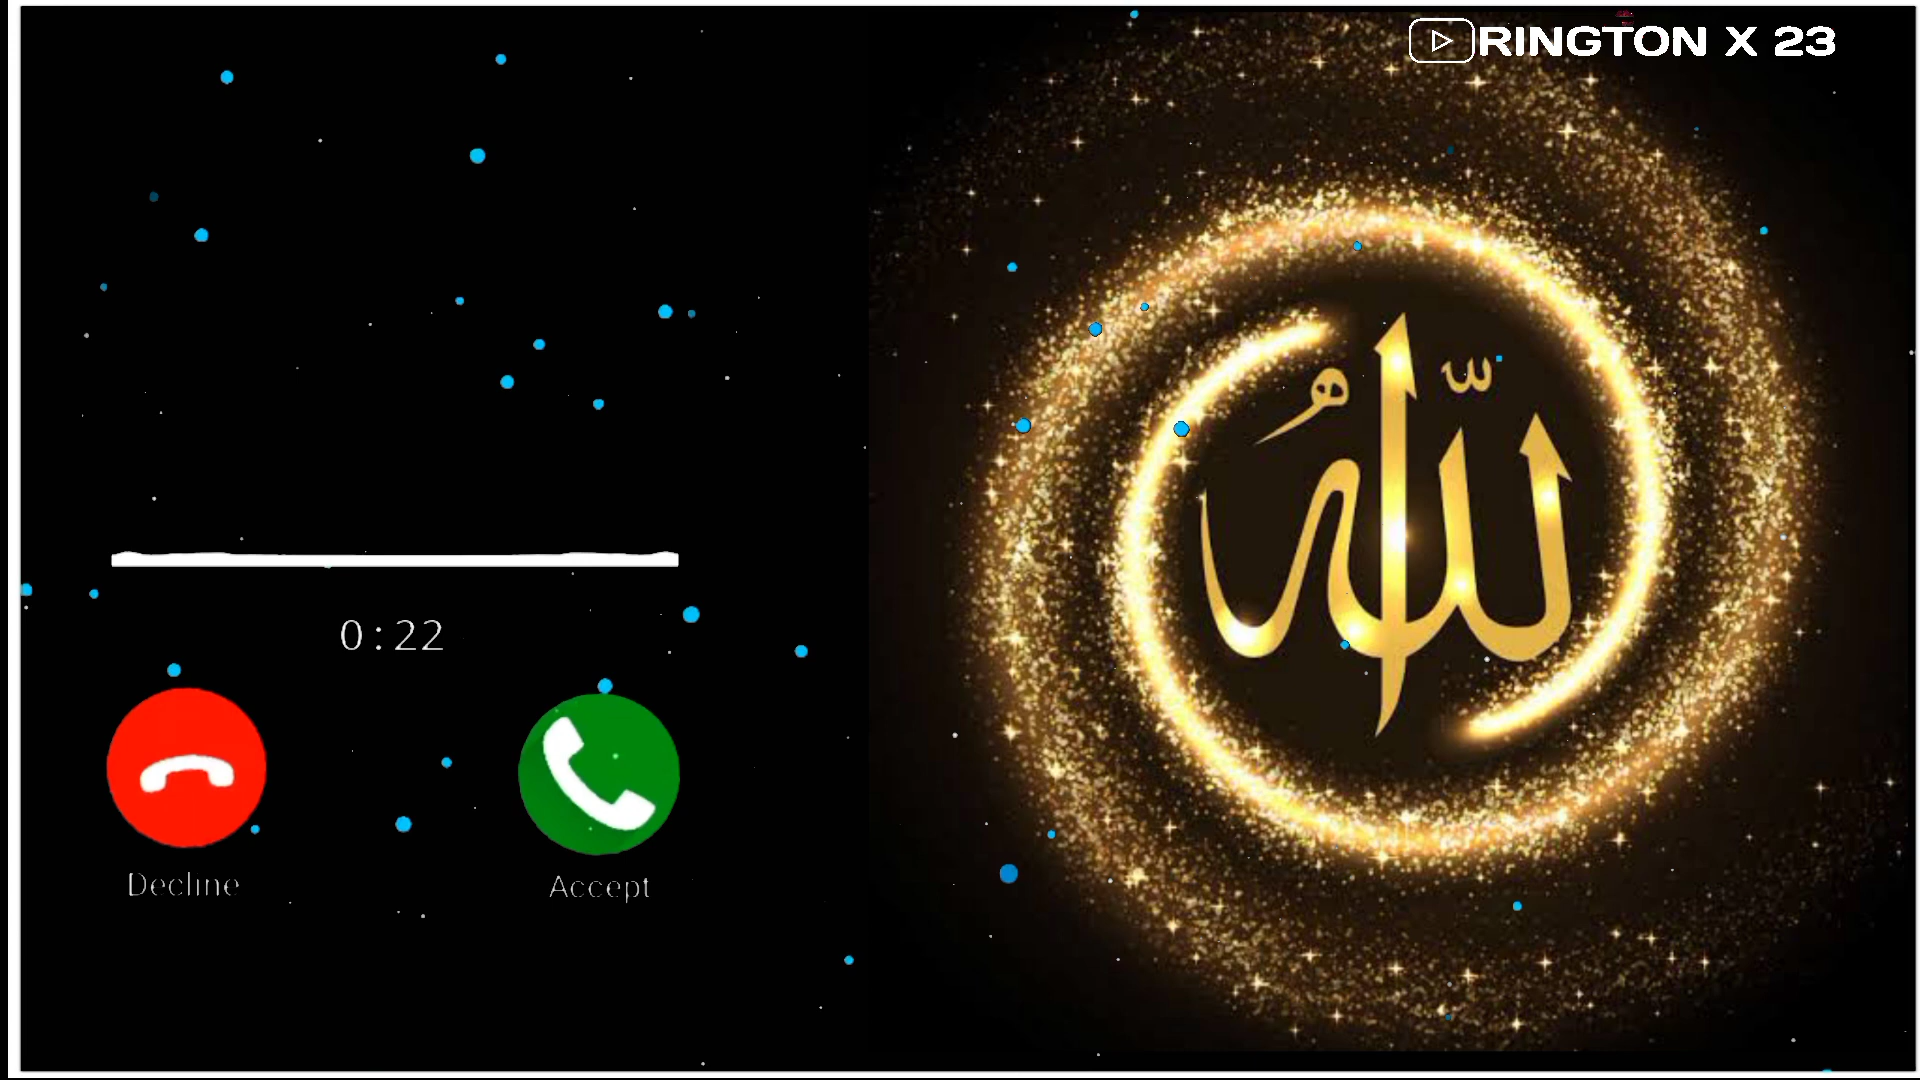 RINGTON X 23
الله
0:22
Decline
Accept